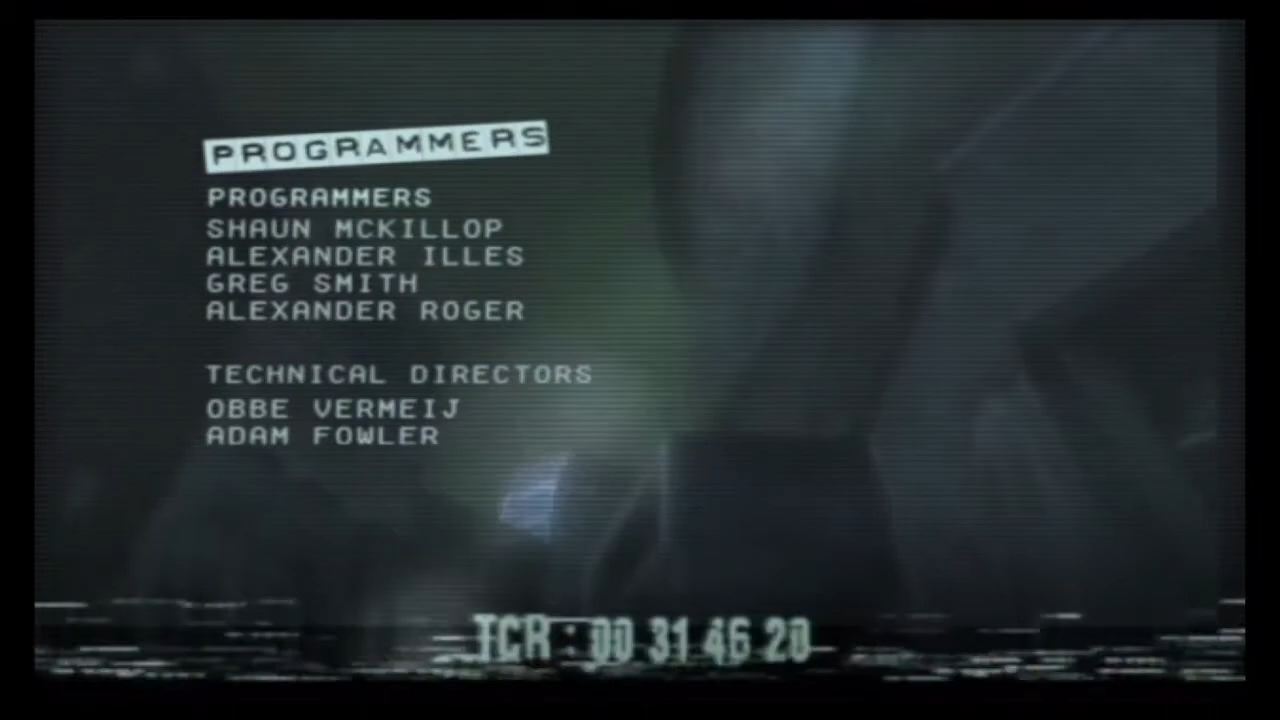 PROGRAMMERS
PROGRAMMERS
SHAUN MCKILLOP
ALEXANDER ILLES
GREG SMITH
ALEXANDER ROGER
TECHNICAL DIRECTORS
OBBE VERMEIJ
ADAM FOWLER
TCR : 00 31 46 20